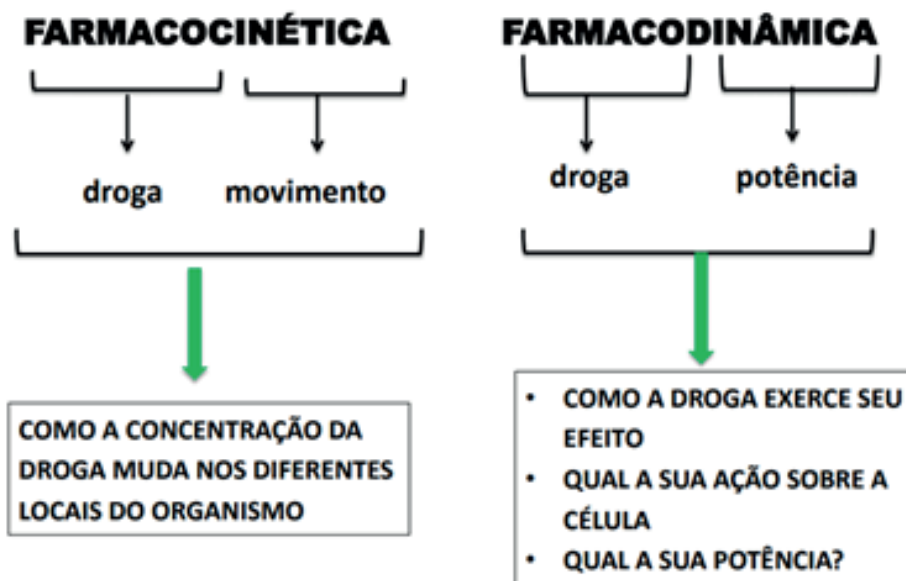 FARMACOCINÉTICA
droga movimento
COMO A CONCENTRAÇÃO DA
DROGA MUDA NOS DIFERENTES
LOCAIS DO ORGANISMO
FARMACODINÂMICA
droga potência
• COMO A DROGA EXERCE SEU
EFEITO
• QUAL A SUA AÇÃO SOBRE A
CÉLULA
• QUAL A SUA POTÊNCIA?